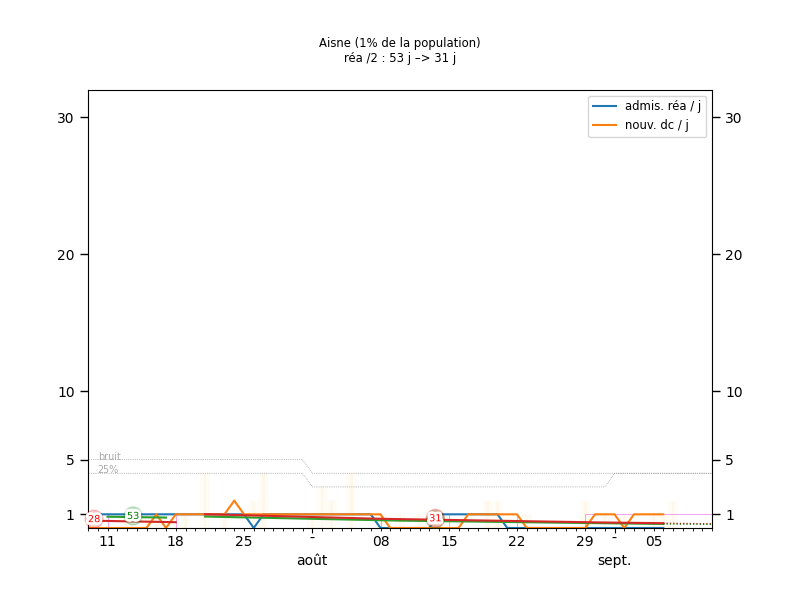 Aisne (1% de la population)
réa /2 : 53 j –> 31 j
admis. réa / j
nouv. dc / j
30 30
20 20
10 10
5 5
1 1
bruit
25%
28 53 31
11 18 25 - 08 15 22 29 - 05
août sept.